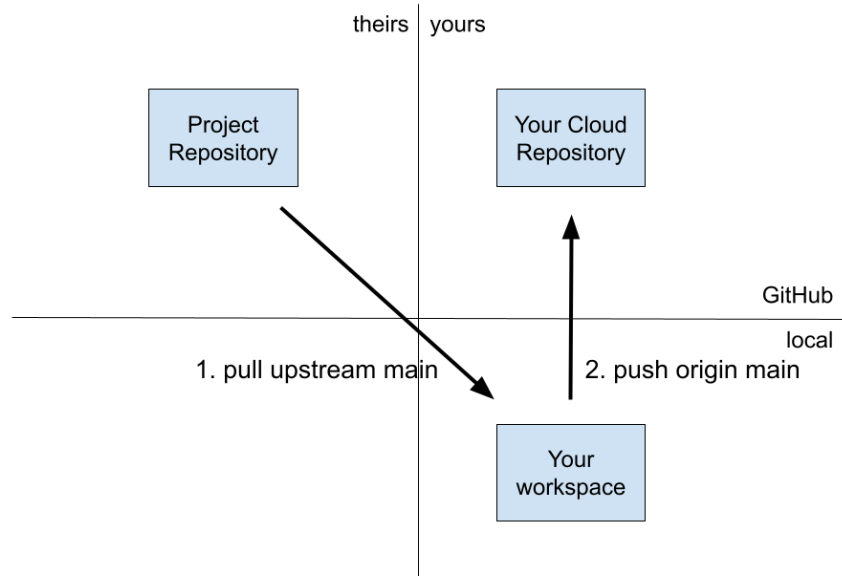 theirs
yours
Project
Repository
Your Cloud
Repository
GitHub
local
1. pull upstream main
2. push origin main
Your
workspace